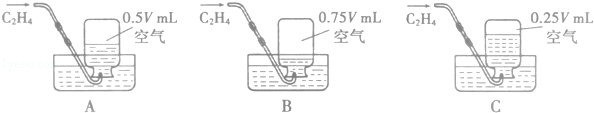 C₂H₄ 0.5V mL 空气
A
C₂H₄ 0.75V mL 空气
B
C₂H₄ 0.25V mL 空气
C